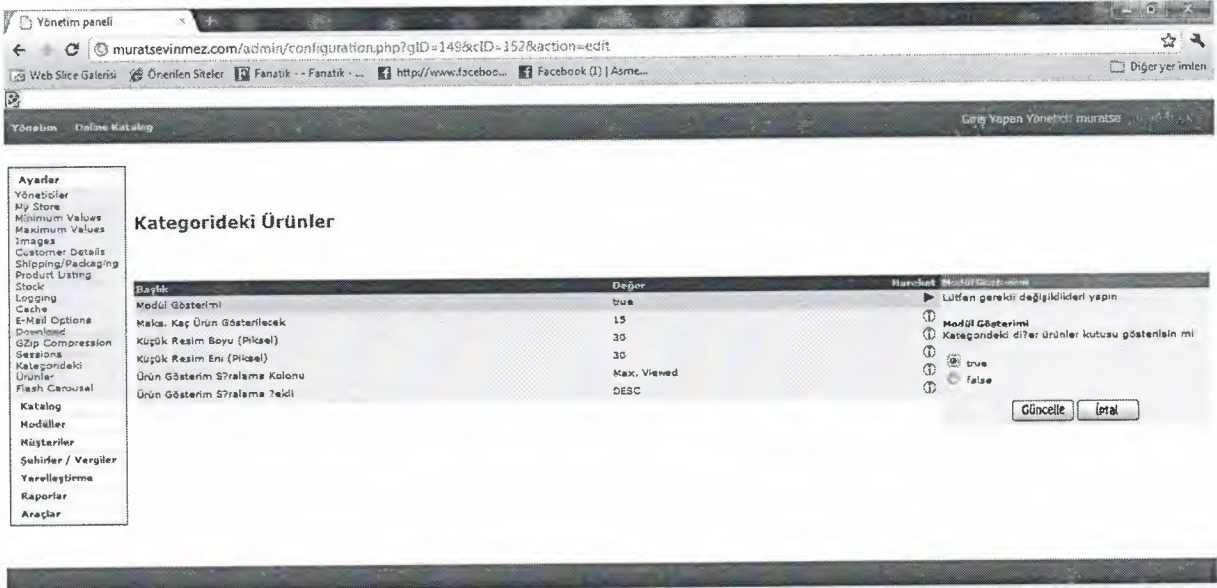 Yönetim paneli
muratsevinmez.com/admin/configuration.php?gID=149&cID=152&action=edit
Web Slice Galerisi Önerilen Siteler Fanatik - - Fanatik - ... http://www.faceboo... Facebook (1) | Asme... Diğer yer imleri
Yönetim Online Katalog Giriş Yapan Yönetici: muratse
Ayarlar
Yöneticiler
My Store
Minimum Values
Maximum Values
Images
Customer Details
Shipping/Packaging
Product Listing
Stock
Logging
Cache
E-Mail Options
Download
GZip Compression
Sessions
Kategorideki
Ürünler
Flash Carousel
Katalog
Modüller
Müşteriler
Şehirler / Vergiler
Yerelleştirme
Raporlar
Araçlar
Kategorideki Ürünler
Başlık Değer Hareket
Modül Gösterimi true
Maks. Kaç Ürün Gösterilecek 15
Küçük Resim Boyu (Piksel) 30
Küçük Resim Eni (Piksel) 30
Ürün Gösterim S?ralama Kolonu Max. Viewed
Ürün Gösterim S?ralama ?ekli DESC
Modül Gösterimi
Lütfen gerekli değişiklikleri yapın
Modül Gösterimi
Kategorideki di?er ürünler kutusu gösterilsin mi
true
false
Güncelle İptal